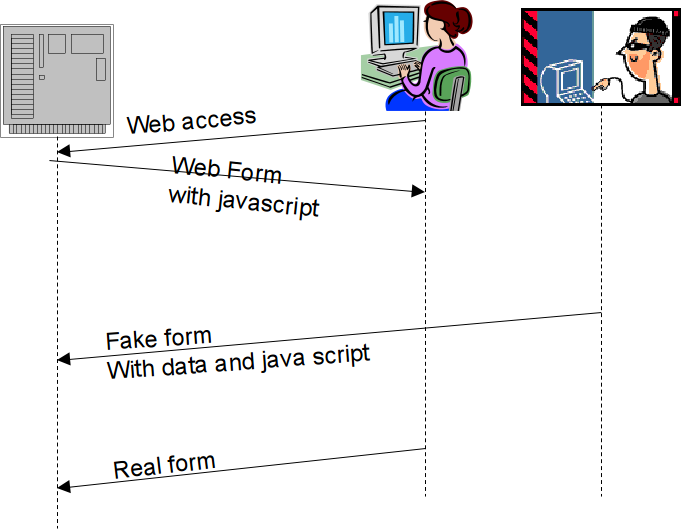 Web access
Web Form
with javascript
Fake form
With data and java script
Real form